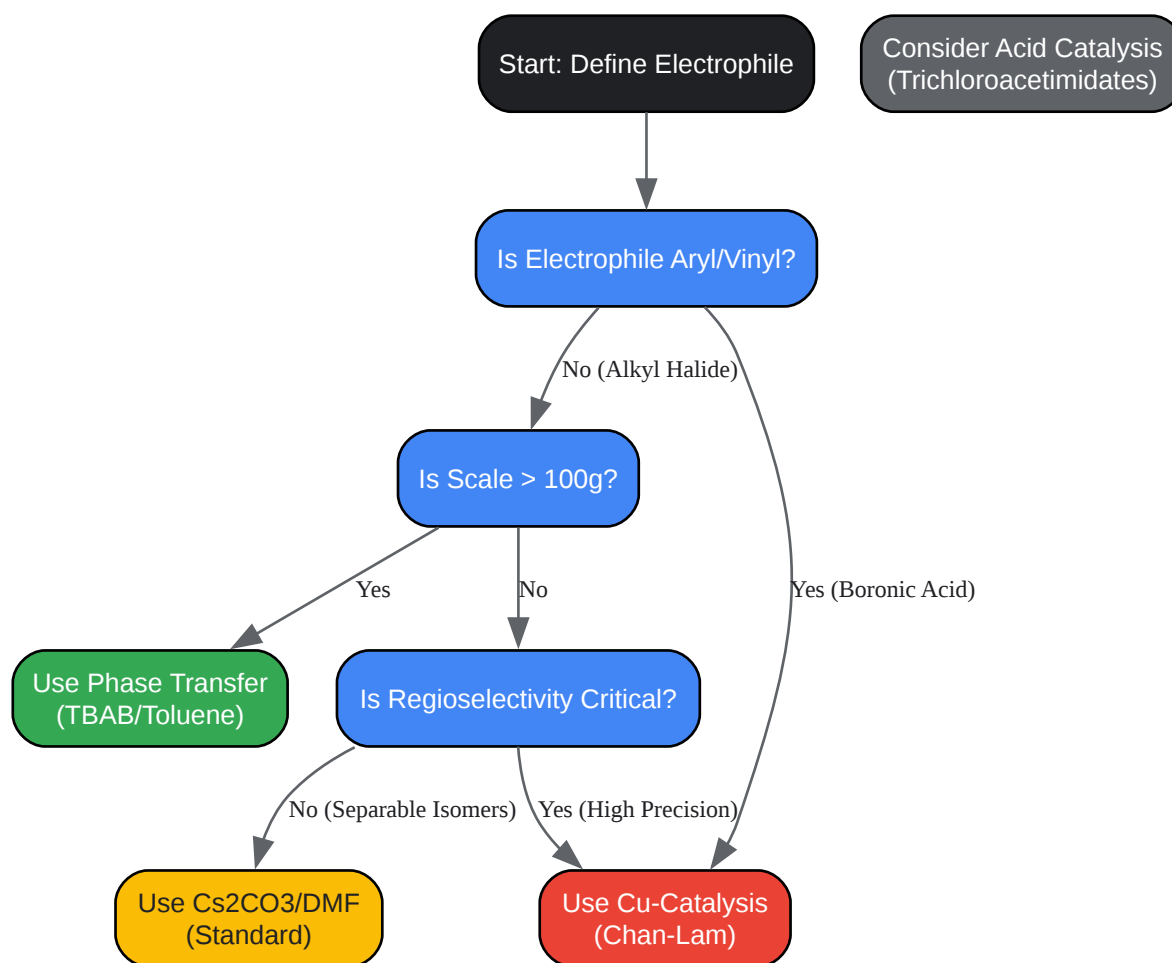 Start: Define Electrophile
Consider Acid Catalysis
(Trichloroacetimidates)
Is Electrophile Aryl/Vinyl?
No (Alkyl Halide)
Is Scale > 100g?
Yes
No
Yes (Boronic Acid)
Use Phase Transfer
(TBAB/Toluene)
Is Regioselectivity Critical?
No (Separable Isomers)
Yes (High Precision)
Use Cs2CO3/DMF
(Standard)
Use Cu-Catalysis
(Chan-Lam)